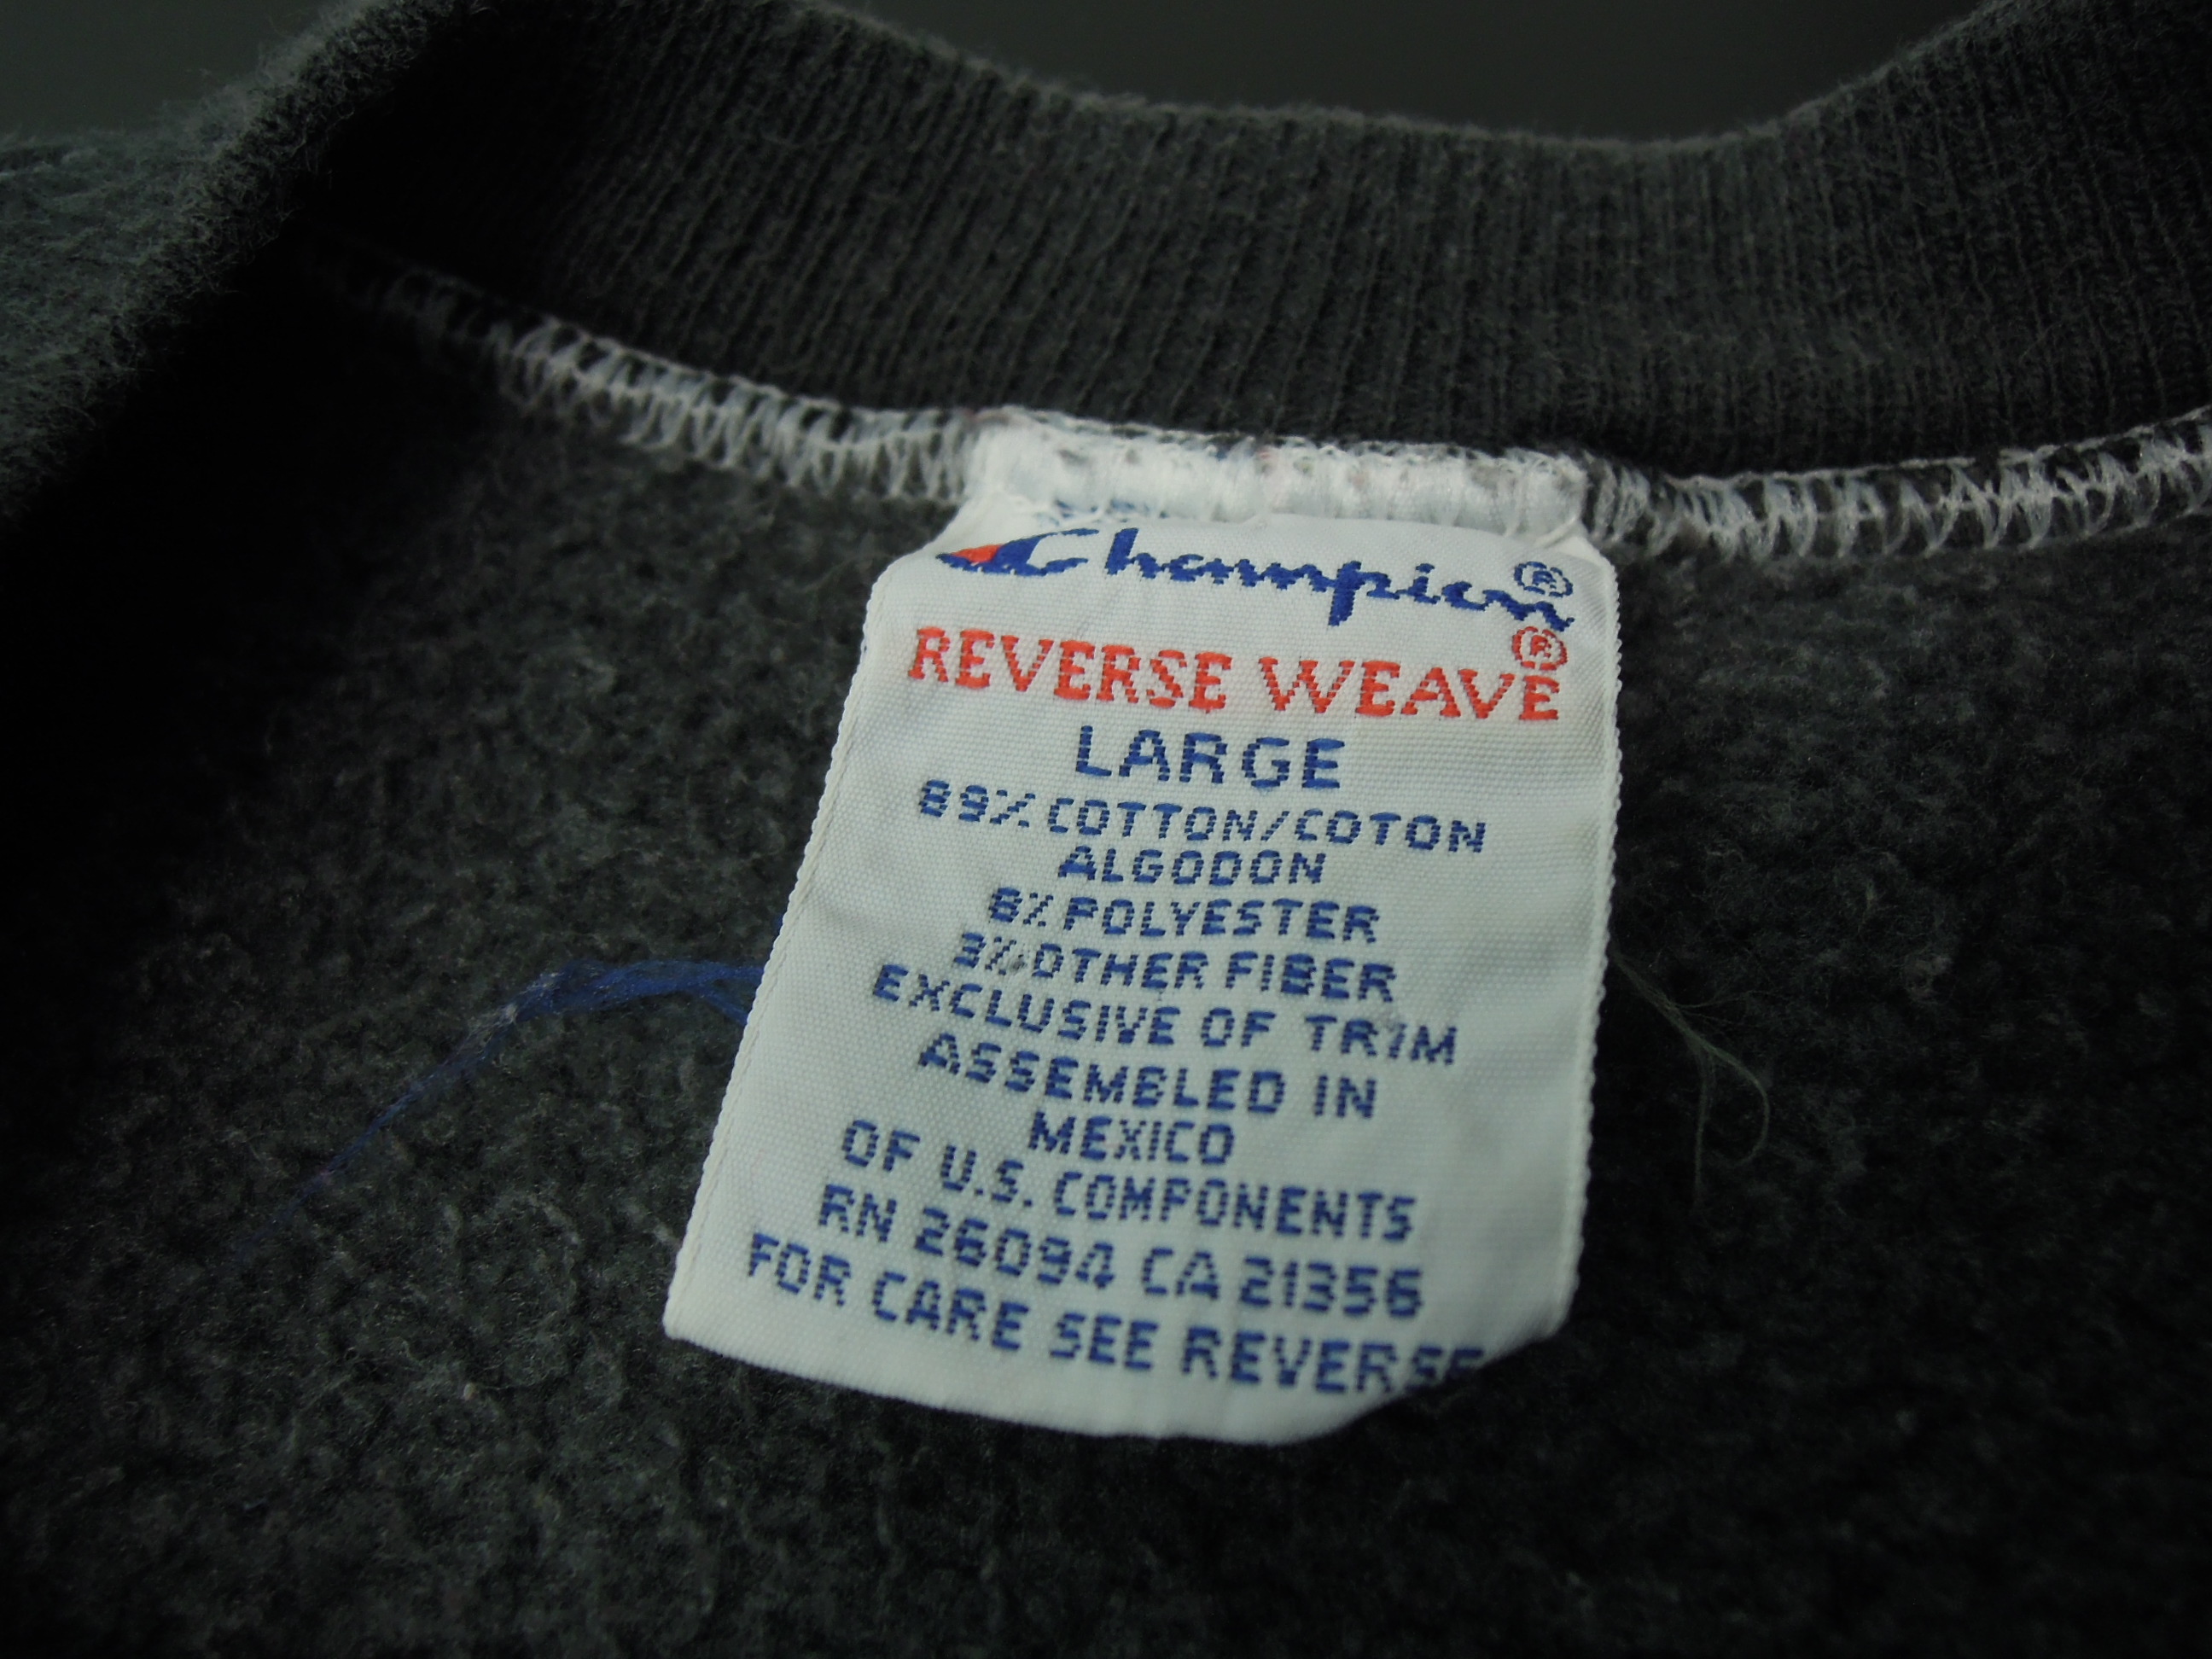 Champion®
REVERSE WEAVE®
LARGE
89% COTTON/COTON
ALGODON
8% POLYESTER
3% OTHER FIBER
EXCLUSIVE OF TRIM
ASSEMBLED IN
MEXICO
OF U.S. COMPONENTS
RN 26094 CA 21356
FOR CARE SEE REVERSE